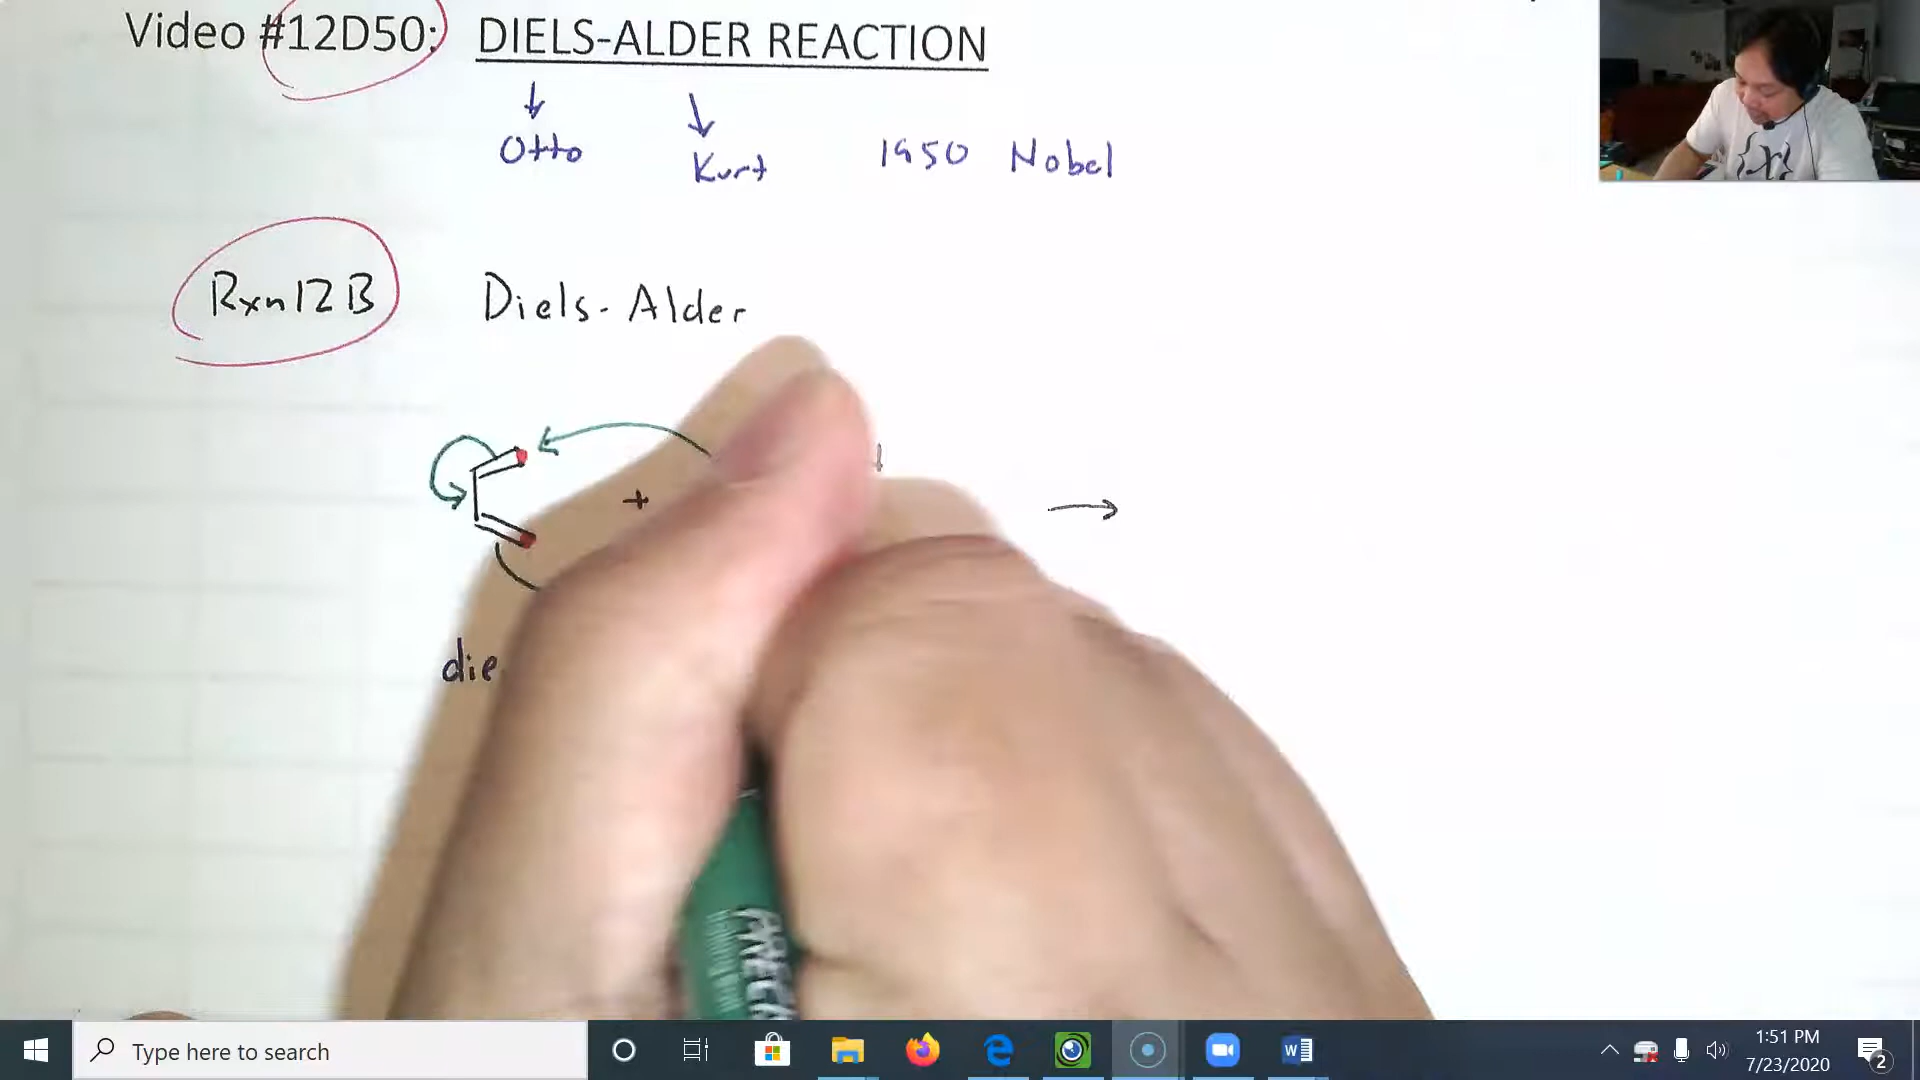 Video #12D50: DIELS-ALDER REACTION
Otto Kurt 1950 Nobel
Rxn12B Diels-Alder
+
die
Type here to search
1:51 PM
7/23/2020
2